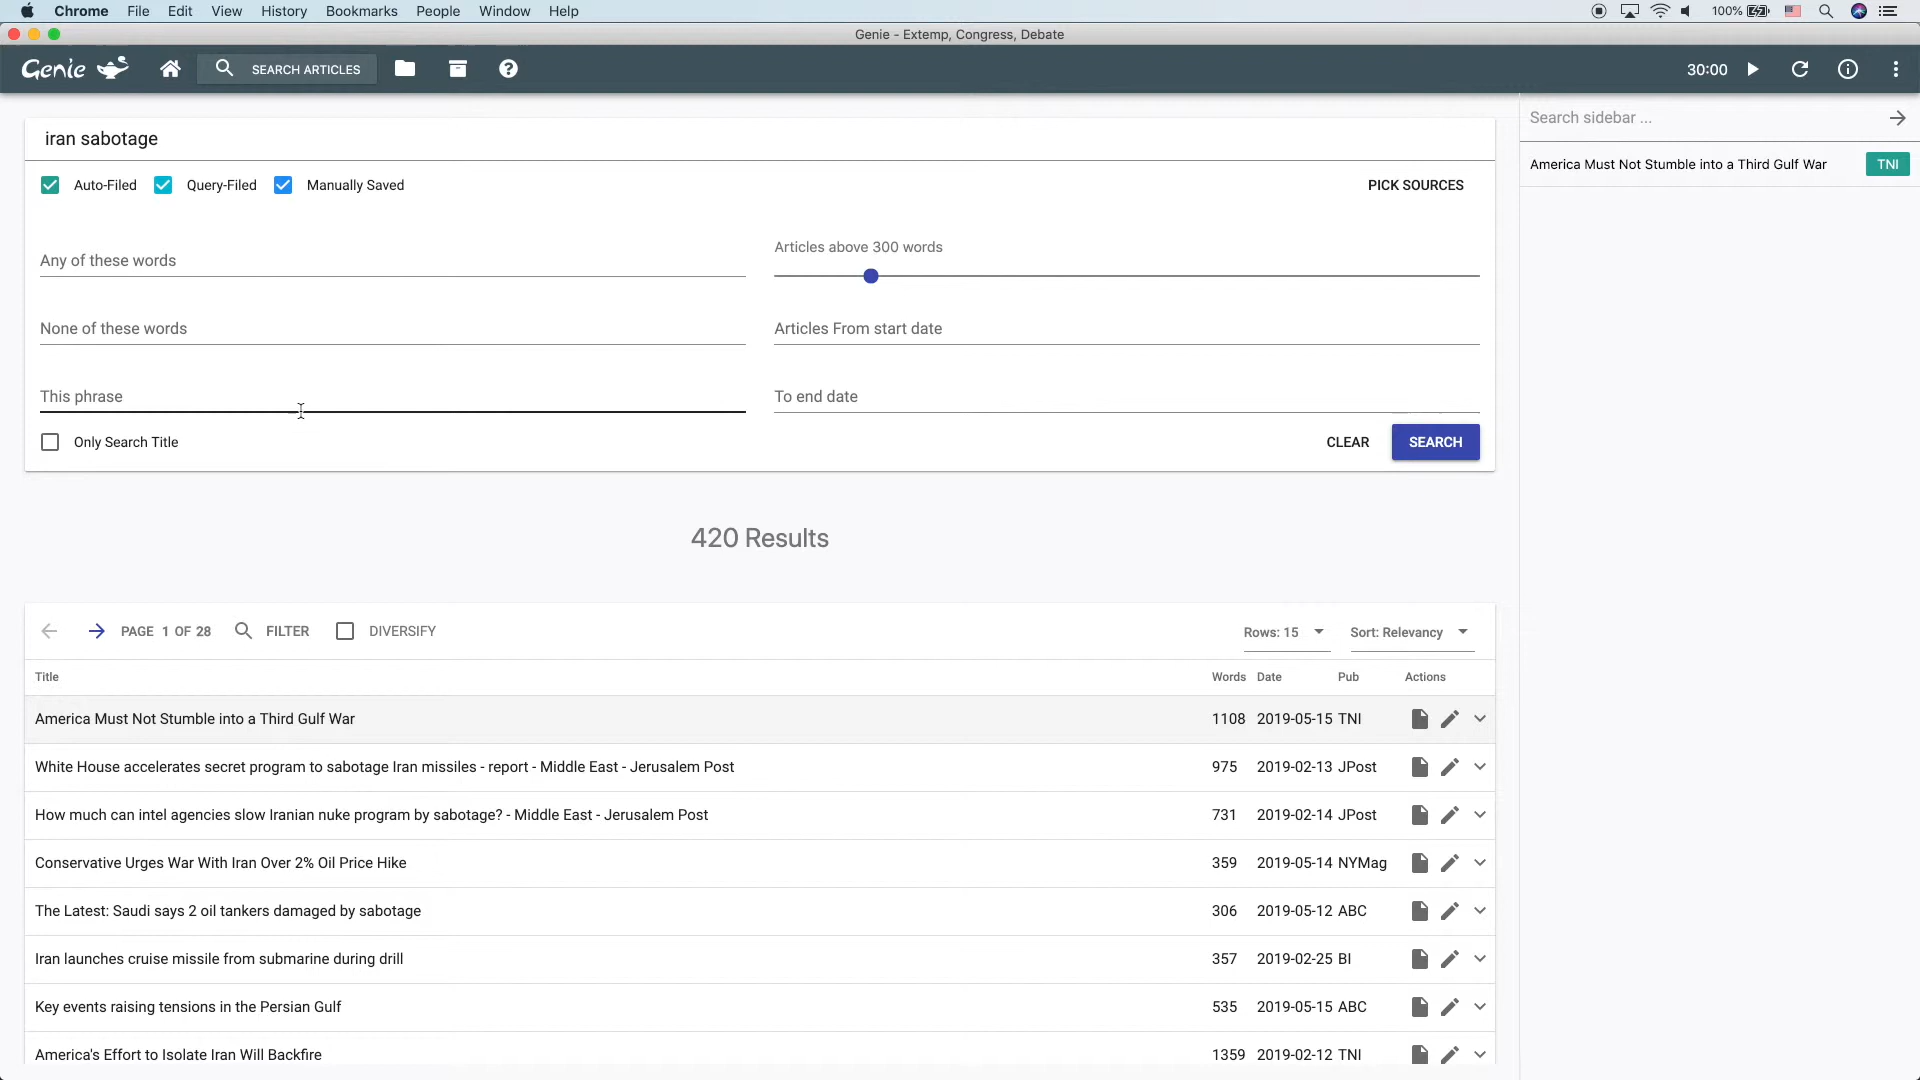 Chrome File Edit View History Bookmarks People Window Help 100%
Genie - Extemp, Congress, Debate
Genie SEARCH ARTICLES 30:00
iran sabotage
Search sidebar ...
America Must Not Stumble into a Third Gulf War TNI
Auto-Filed Query-Filed Manually Saved PICK SOURCES
Articles above 300 words
Any of these words
None of these words Articles From start date
This phrase To end date
Only Search Title CLEAR SEARCH
420 Results
PAGE 1 OF 28 FILTER DIVERSIFY Rows: 15 Sort: Relevancy
Title Words Date Pub Actions
America Must Not Stumble into a Third Gulf War 1108 2019-05-15 TNI
White House accelerates secret program to sabotage Iran missiles - report - Middle East - Jerusalem Post 975 2019-02-13 JPost
How much can intel agencies slow Iranian nuke program by sabotage? - Middle East - Jerusalem Post 731 2019-02-14 JPost
Conservative Urges War With Iran Over 2% Oil Price Hike 359 2019-05-14 NYMag
The Latest: Saudi says 2 oil tankers damaged by sabotage 306 2019-05-12 ABC
Iran launches cruise missile from submarine during drill 357 2019-02-25 BI
Key events raising tensions in the Persian Gulf 535 2019-05-15 ABC
America's Effort to Isolate Iran Will Backfire 1359 2019-02-12 TNI